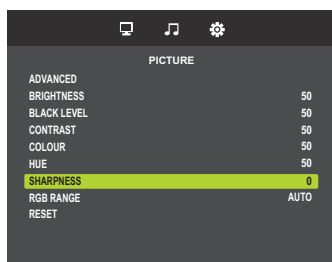 PICTURE
ADVANCED
BRIGHTNESS 50
BLACK LEVEL 50
CONTRAST 50
COLOUR 50
HUE 50
SHARPNESS 0
RGB RANGE AUTO
RESET